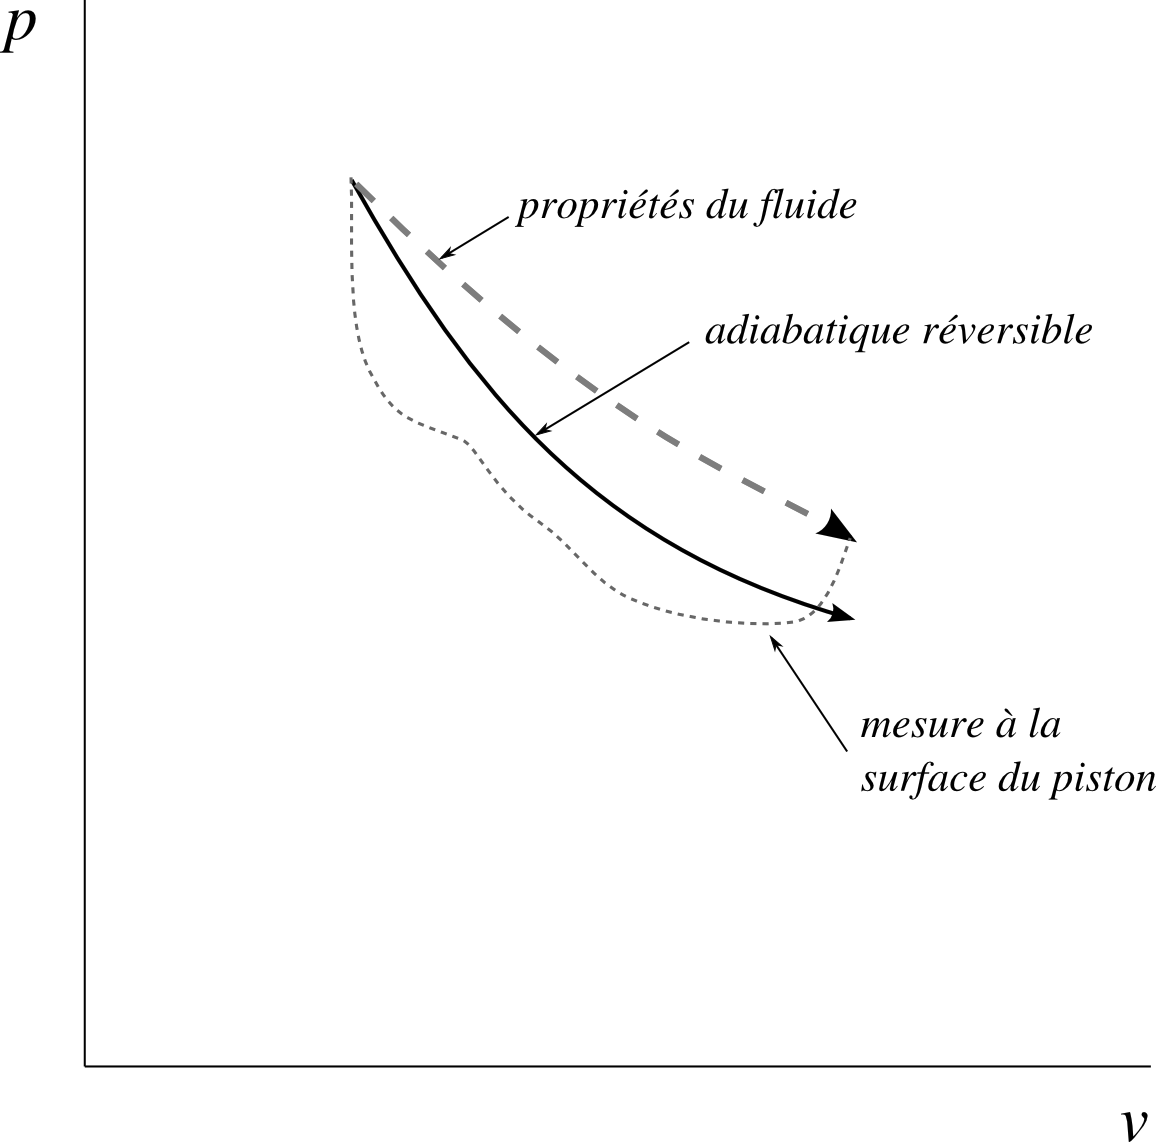 p
propriétés du fluide
adiabatique réversible
mesure à la
surface du piston
v